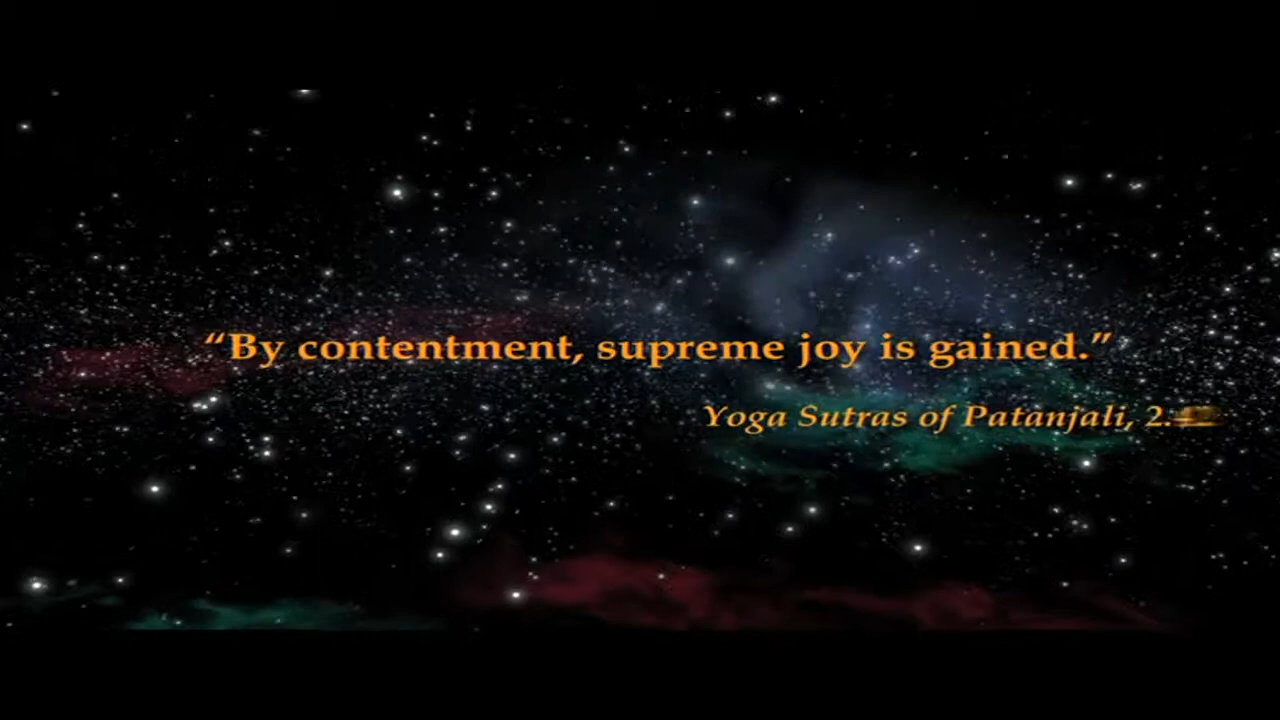 “By contentment, supreme joy is gained.”
Yoga Sutras of Patanjali, 2.